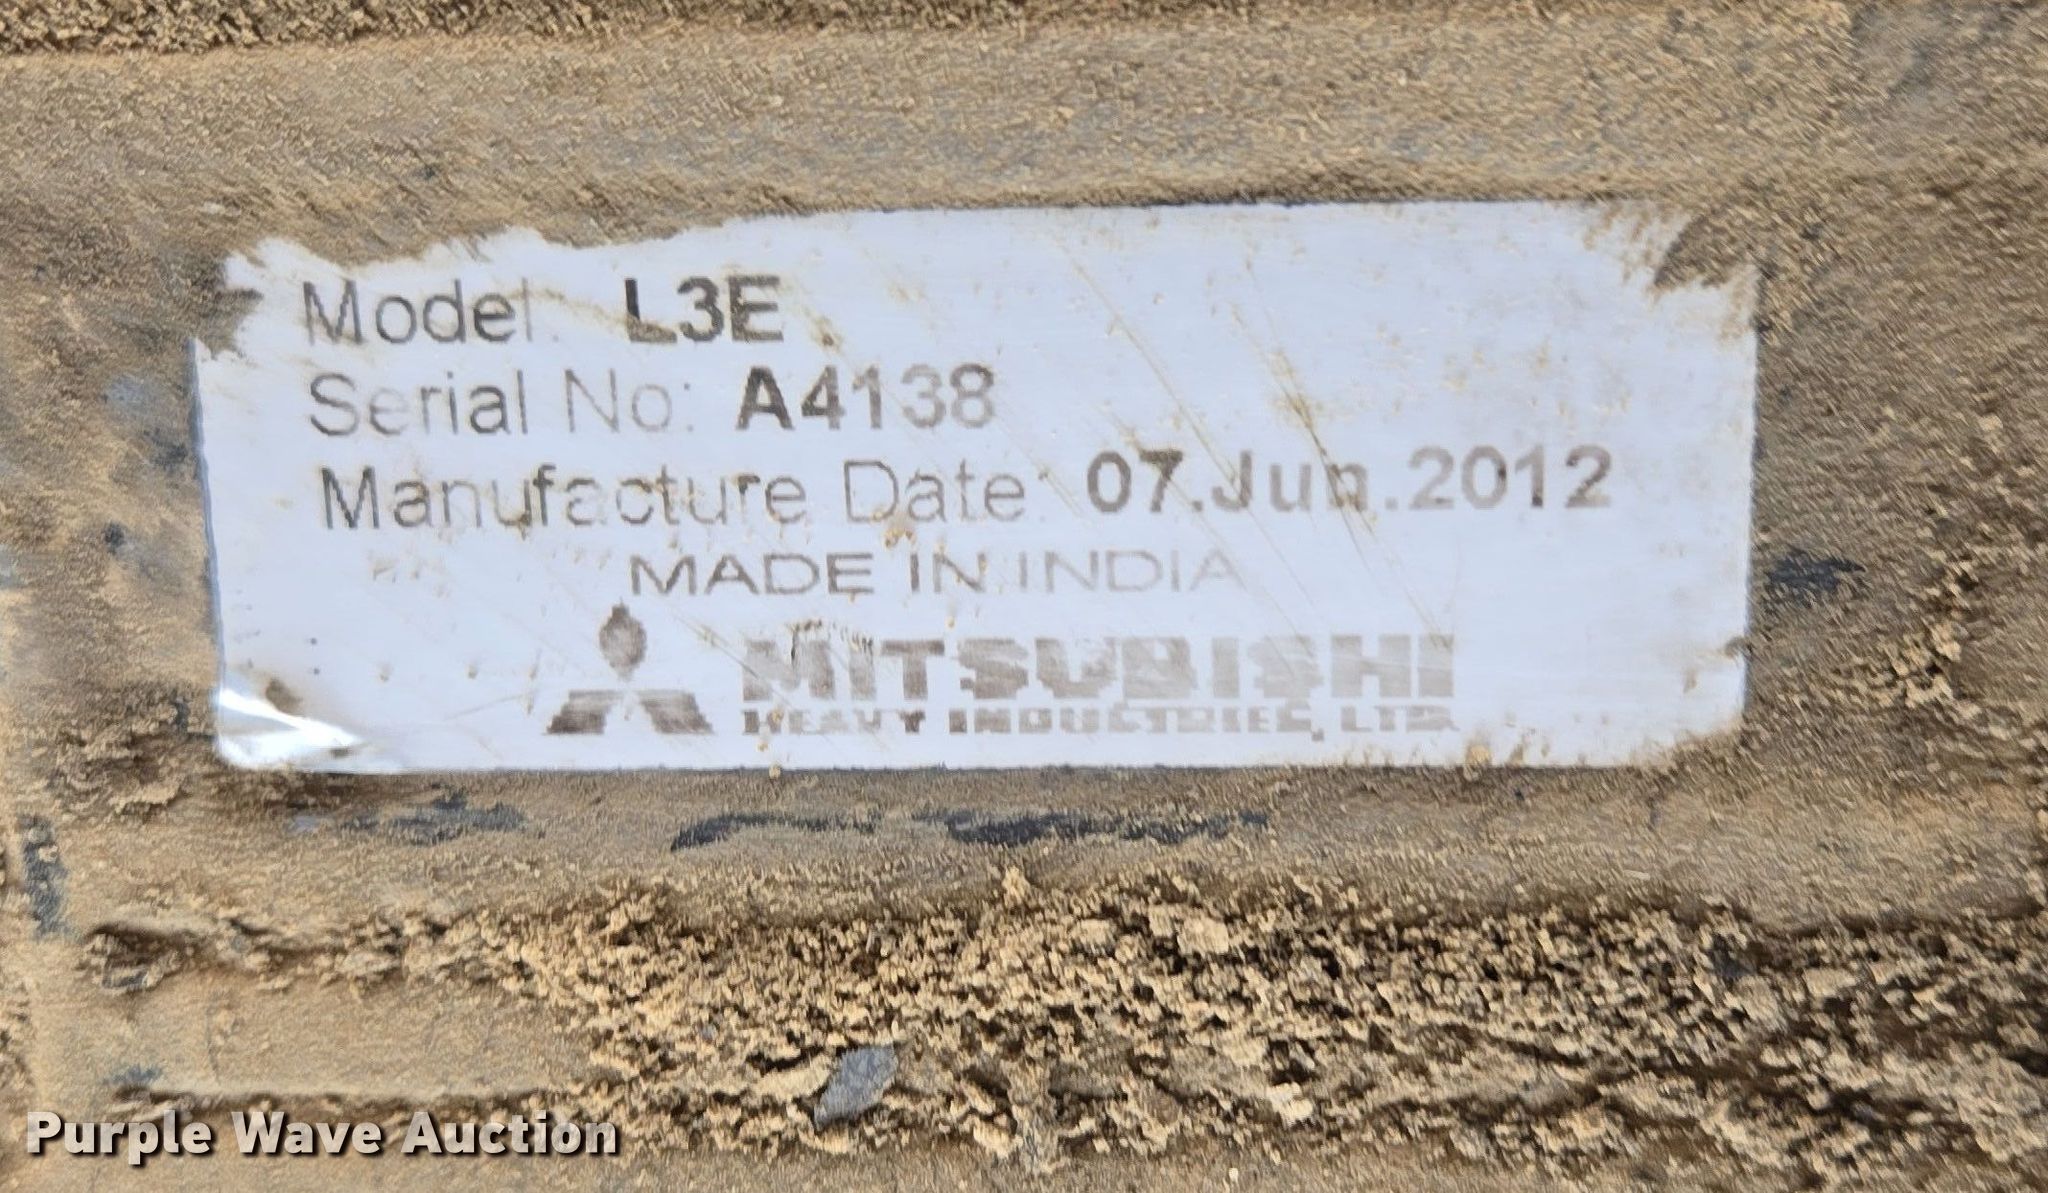 Model: L3E
Serial No: A4138
Manufacture Date: 07.Jun.2012
MADE IN INDIA
MITSUBISHI
HEAVY INDUSTRIES, LTD.
Purple Wave Auction